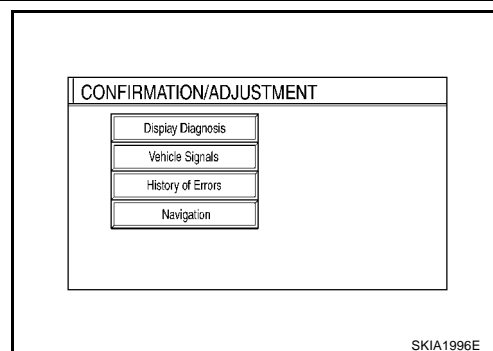 CONFIRMATION/ADJUSTMENT
Display Diagnosis
Vehicle Signals
History of Errors
Navigation
SKIA1996E